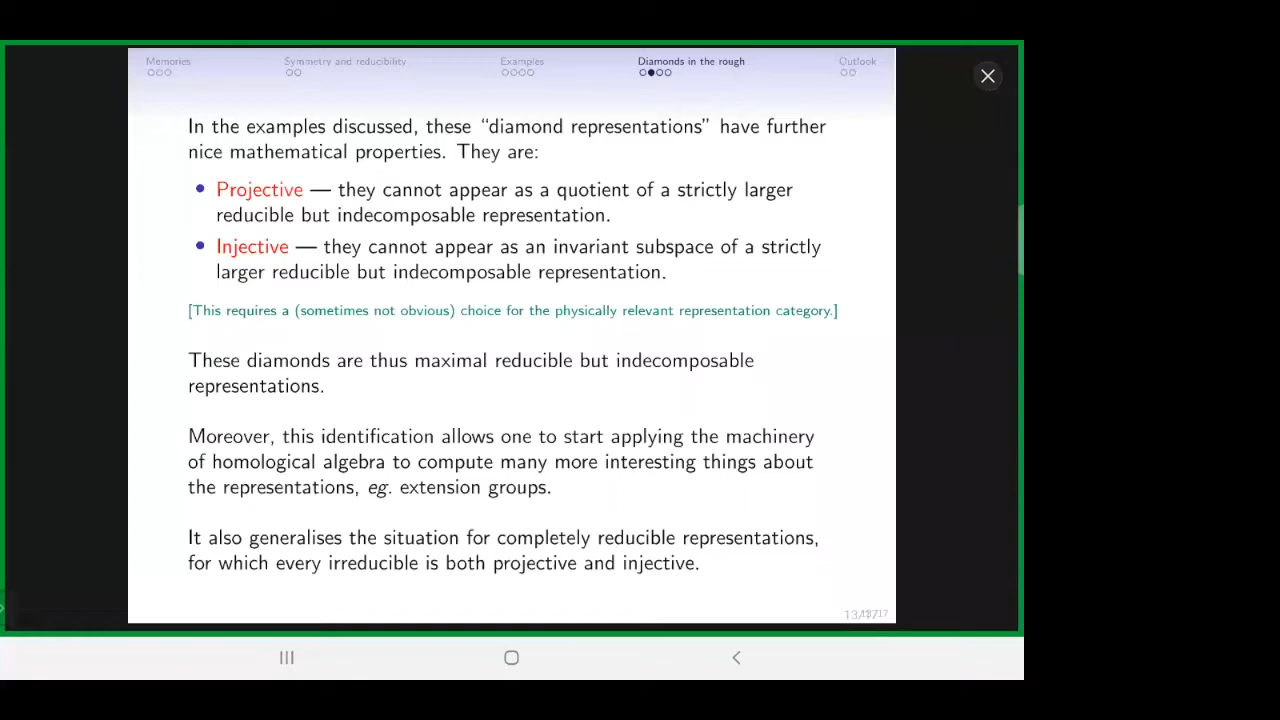 Memories Symmetry and reducibility Examples Diamonds in the rough Outlook
In the examples discussed, these “diamond representations” have further
nice mathematical properties. They are:
• Projective — they cannot appear as a quotient of a strictly larger
reducible but indecomposable representation.
• Injective — they cannot appear as an invariant subspace of a strictly
larger reducible but indecomposable representation.
[This requires a (sometimes not obvious) choice for the physically relevant representation category.]
These diamonds are thus maximal reducible but indecomposable
representations.
Moreover, this identification allows one to start applying the machinery
of homological algebra to compute many more interesting things about
the representations, eg. extension groups.
It also generalises the situation for completely reducible representations,
for which every irreducible is both projective and injective.